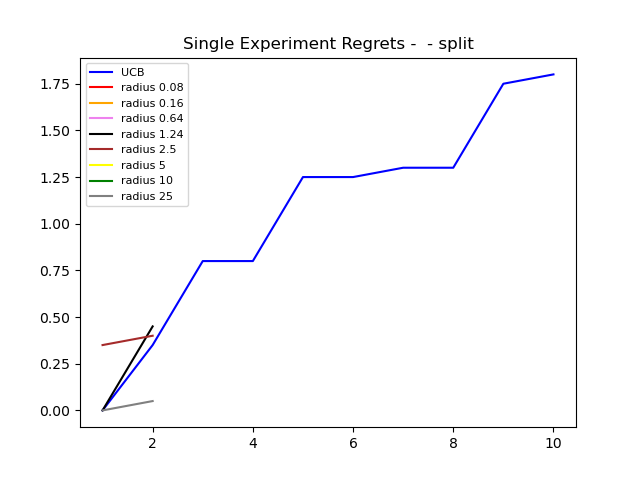 Single Experiment Regrets -  - split
UCB
radius 0.08
radius 0.16
radius 0.64
radius 1.24
radius 2.5
radius 5
radius 10
radius 25
1.75
1.50
1.25
1.00
0.75
0.50
0.25
0.00
2
4
6
8
10